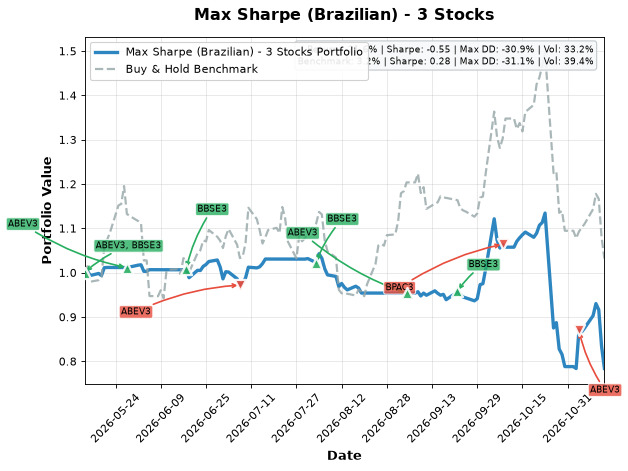 Max Sharpe (Brazilian) - 3 Stocks
Max Sharpe (Brazilian) - 3 Stocks Portfolio
Buy & Hold Benchmark
% | Sharpe: -0.55 | Max DD: -30.9% | Vol: 33.2%
Benchmark: 3.2% | Sharpe: 0.28 | Max DD: -31.1% | Vol: 39.4%
Portfolio Value
1.5
1.4
1.3
1.2
1.1
1.0
0.9
0.8
ABEV3
ABEV3, BBSE3
ABEV3
BBSE3
ABEV3
BBSE3
BBSE3
ABEV3
2026-05-24
2026-06-09
2026-06-25
2026-07-11
2026-07-27
2026-08-12
2026-08-28
2026-09-13
2026-09-29
2026-10-15
2026-10-31
Date